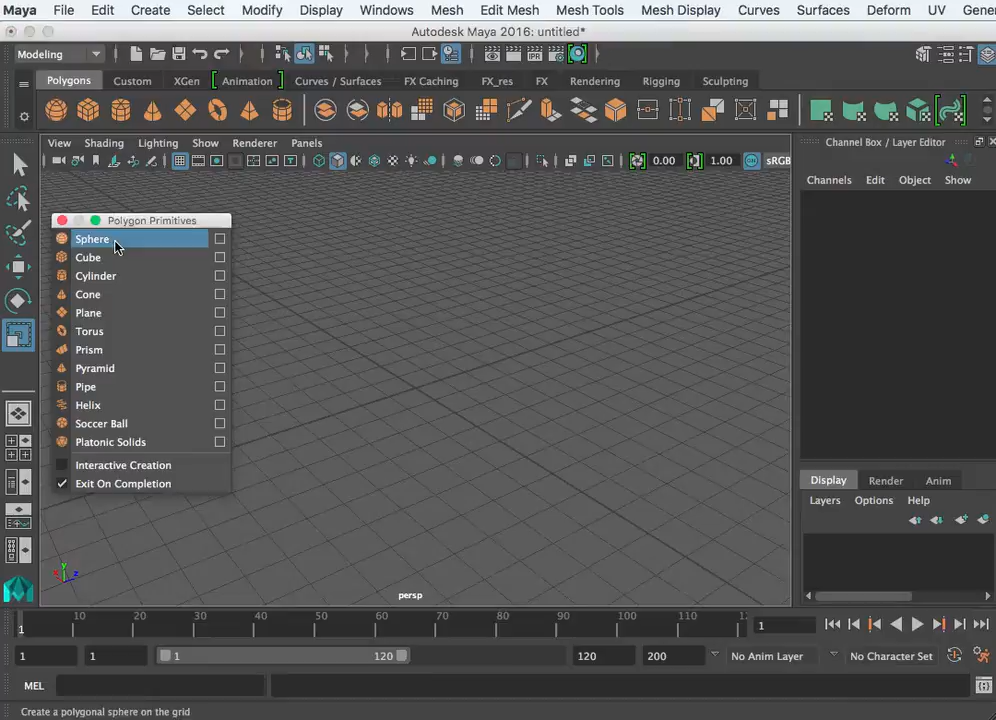 Maya File Edit Create Select Modify Display Windows Mesh Edit Mesh Mesh Tools Mesh Display Curves Surfaces Deform UV Gener
Autodesk Maya 2016: untitled*
Modeling
Polygons Custom XGen Animation Curves / Surfaces FX Caching FX_res FX Rendering Rigging Sculpting
View Shading Lighting Show Renderer Panels
0.00 1.00 sRGB
Channel Box / Layer Editor
Channels Edit Object Show
Polygon Primitives
Sphere
Cube
Cylinder
Cone
Plane
Torus
Prism
Pyramid
Pipe
Helix
Soccer Ball
Platonic Solids
Interactive Creation
Exit On Completion
Display Render Anim
Layers Options Help
y
z
persp
1 10 20 30 40 50 60 70 80 90 100 110 1
1
1 1 1 120 120 200 No Anim Layer No Character Set
MEL
Create a polygonal sphere on the grid